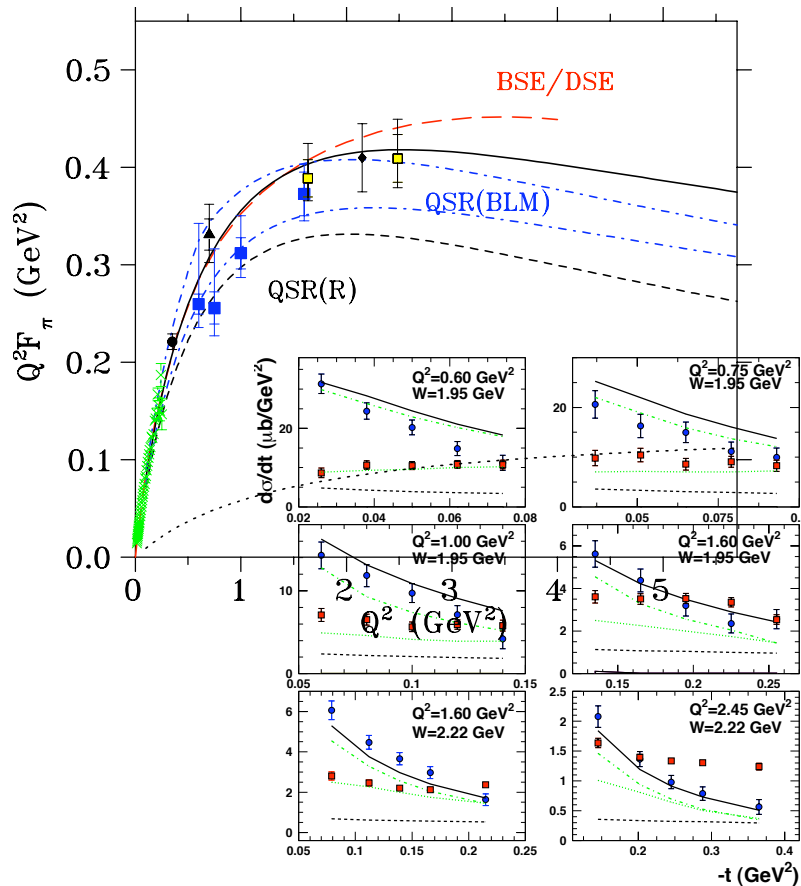 0.5
0.4
0.3
0.2
0.1
0.0
Q²F_π (GeV²)
BSE/DSE
QSR(BLM)
QSR(R)
0 1 2 3 4 5
Q² (GeV²)
dσ/dt (μb/GeV²)
Q²=0.60 GeV²
W=1.95 GeV
20
0
0.02 0.04 0.06 0.08
Q²=0.75 GeV²
W=1.95 GeV
20
0
0.05 0.075 0.1
Q²=1.00 GeV²
W=1.95 GeV
10
0
0.05 0.1 0.15
Q²=1.60 GeV²
W=1.95 GeV
6
4
2
0
0.15 0.2 0.25
Q²=1.60 GeV²
W=2.22 GeV
6
4
2
0
0.05 0.1 0.15 0.2 0.25
Q²=2.45 GeV²
W=2.22 GeV
2.5
2
1.5
1
0.5
0
0.2 0.3 0.4
-t (GeV²)